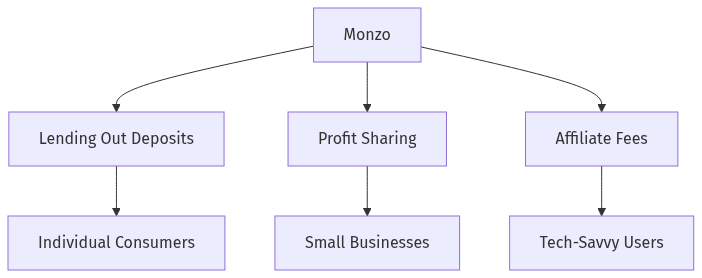 Monzo
Lending Out Deposits
Profit Sharing
Affiliate Fees
Individual Consumers
Small Businesses
Tech-Savvy Users